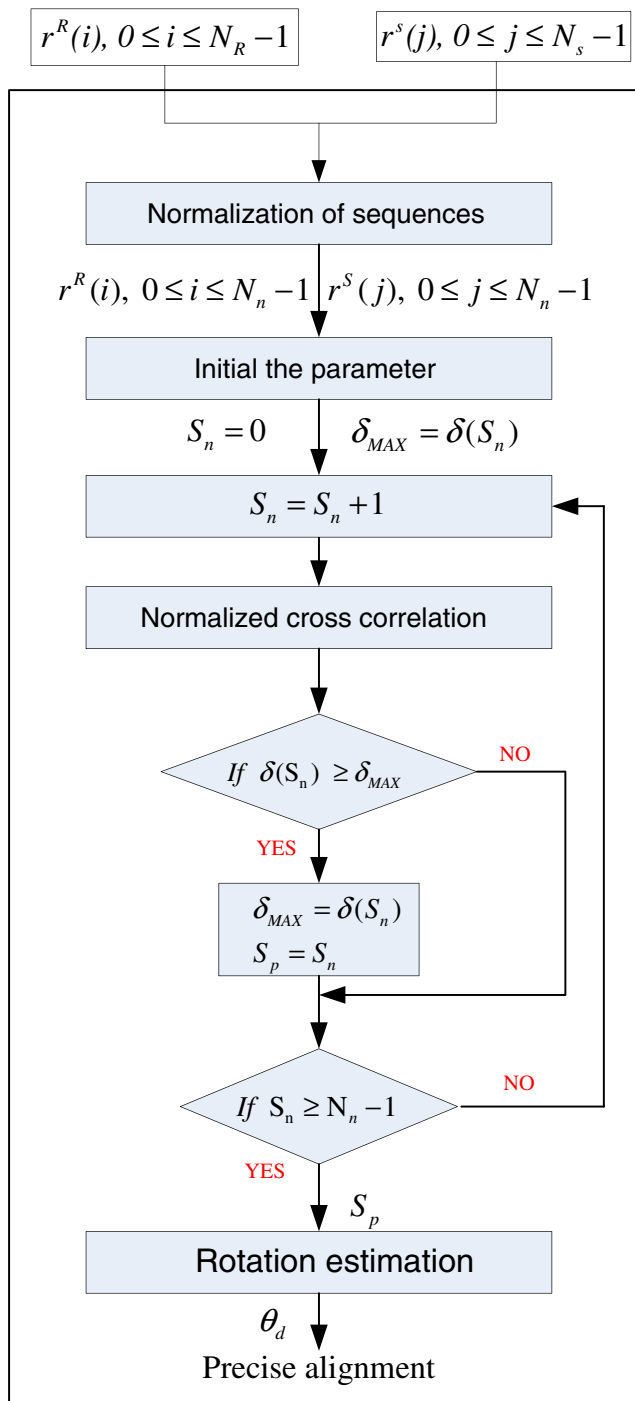 r^R(i), 0 ≤ i ≤ N_R −1
r^s(j), 0 ≤ j ≤ N_s −1
Normalization of sequences
r^R(i), 0 ≤ i ≤ N_n −1 r^S(j), 0 ≤ j ≤ N_n −1
Initial the parameter
S_n = 0 δ_MAX = δ(S_n)
S_n = S_n +1
Normalized cross correlation
If δ(S_n) ≥ δ_MAX
NO
YES
δ_MAX = δ(S_n)
S_p = S_n
If S_n ≥ N_n −1
NO
YES
S_p
Rotation estimation
θ_d
Precise alignment